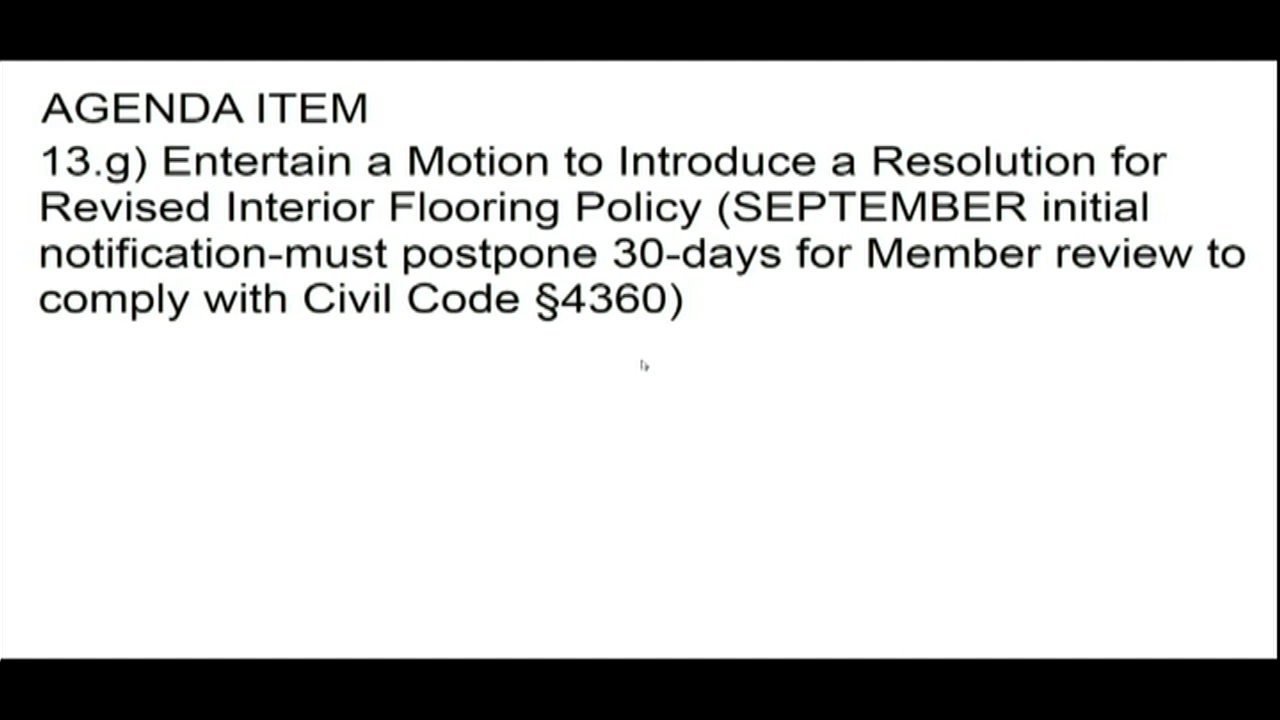 AGENDA ITEM
13.g) Entertain a Motion to Introduce a Resolution for
Revised Interior Flooring Policy (SEPTEMBER initial
notification-must postpone 30-days for Member review to
comply with Civil Code §4360)